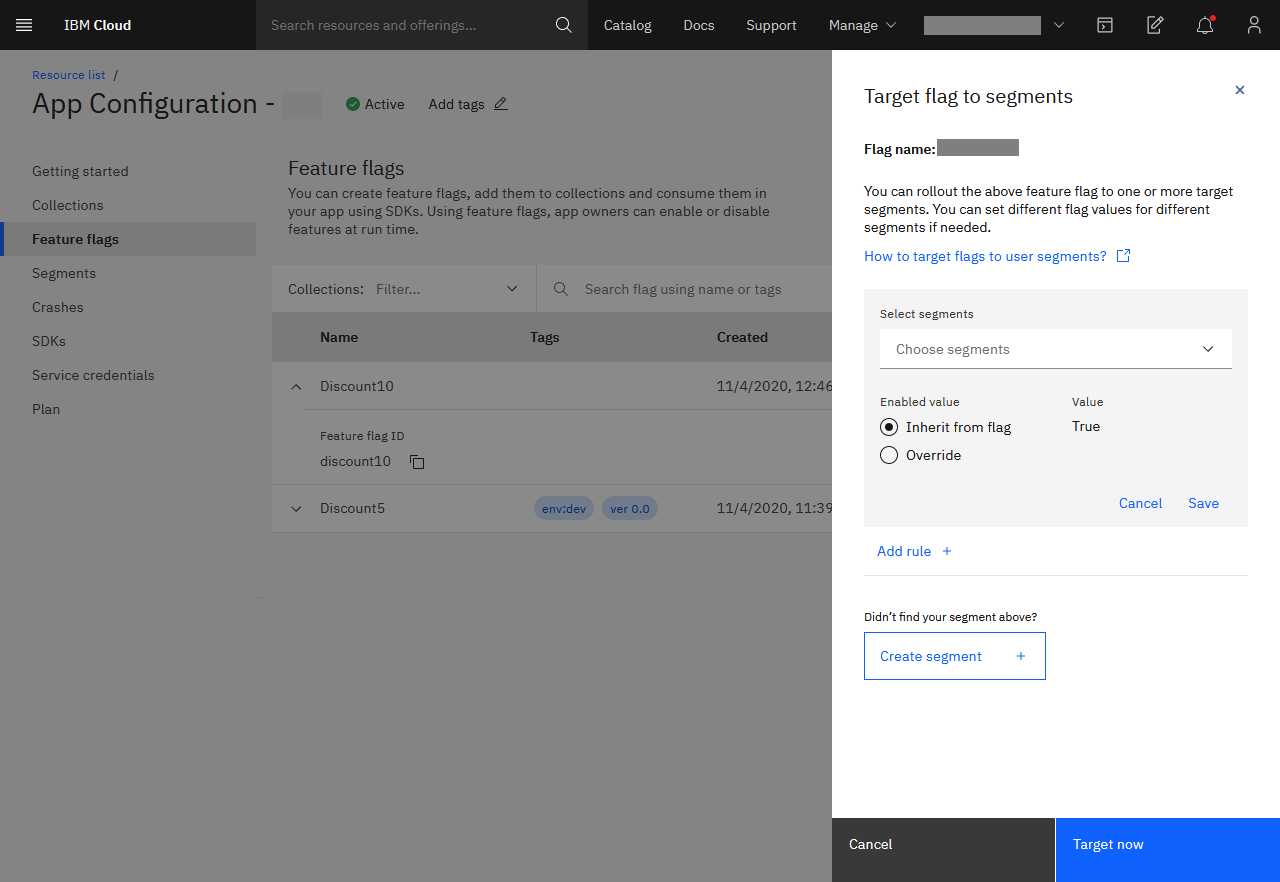 IBM Cloud
Search resources and offerings...
Catalog
Docs
Support
Manage
Resource list /
App Configuration -
Active
Add tags
Getting started
Collections
Feature flags
Segments
Crashes
SDKs
Service credentials
Plan
Feature flags
You can create feature flags, add them to collections and consume them in
your app using SDKs. Using feature flags, app owners can enable or disable
features at run time.
Collections: Filter...
Search flag using name or tags
Name Tags Created
Discount10 11/4/2020, 12:46
Feature flag ID
discount10
Discount5 env:dev ver 0.0 11/4/2020, 11:39
Target flag to segments
Flag name:
You can rollout the above feature flag to one or more target
segments. You can set different flag values for different
segments if needed.
How to target flags to user segments?
Select segments
Choose segments
Enabled value Value
Inherit from flag True
Override
Cancel Save
Add rule +
Didn't find your segment above?
Create segment +
Cancel
Target now